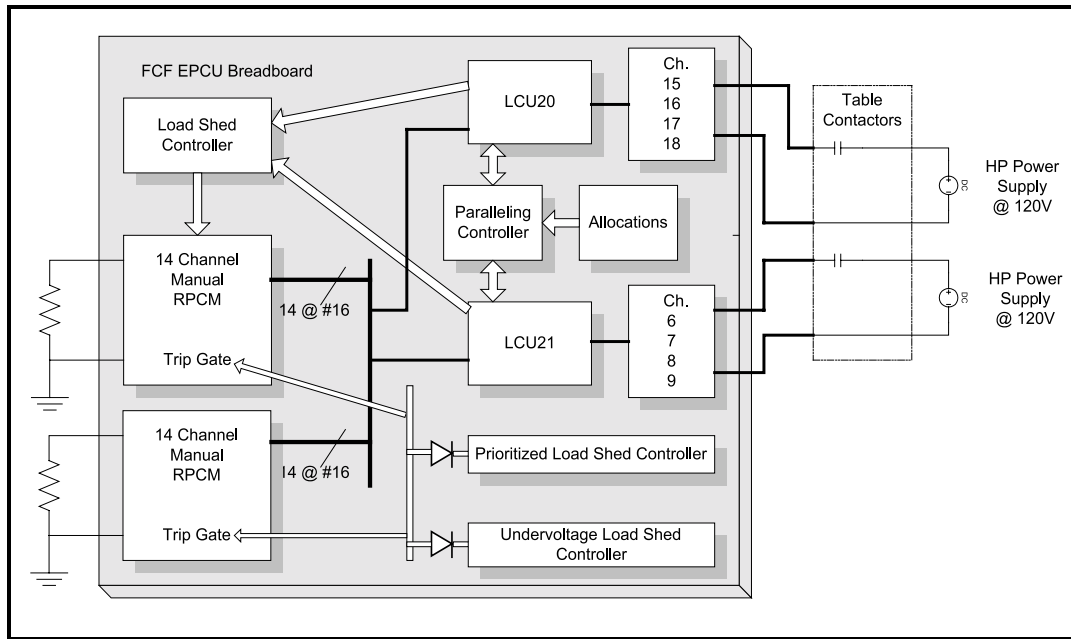 FCF EPCU Breadboard
Load Shed
Controller
LCU20
Ch.
15
16
17
18
Table
Contactors
DC
HP Power
Supply
@ 120V
Paralleling
Controller
Allocations
14 Channel
Manual
RPCM
Trip Gate
14 @ #16
LCU21
Ch.
6
7
8
9
DC
HP Power
Supply
@ 120V
14 Channel
Manual
RPCM
Trip Gate
14 @ #16
Prioritized Load Shed Controller
Undervoltage Load Shed
Controller